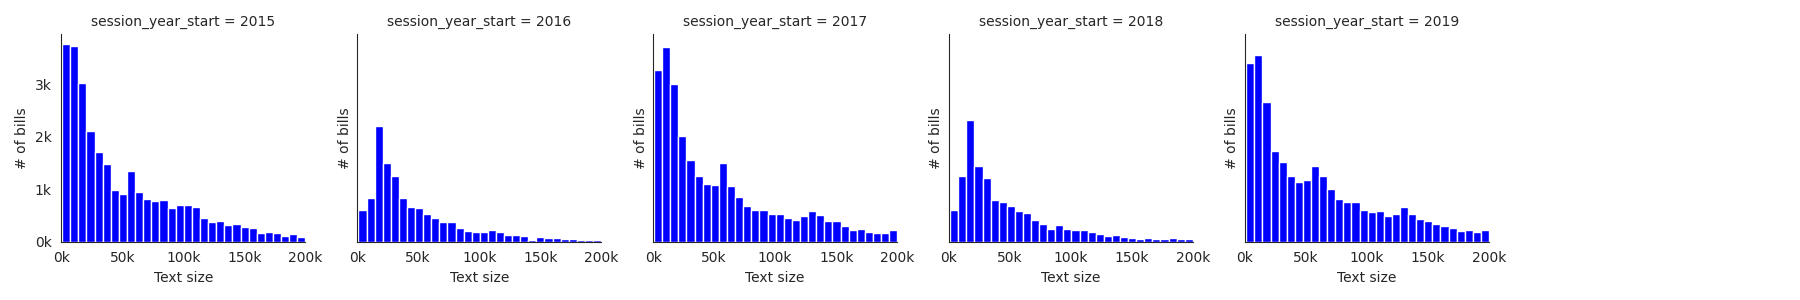 session_year_start = 2015
session_year_start = 2016
session_year_start = 2017
session_year_start = 2018
session_year_start = 2019
# of bills
3k
2k
1k
0k
# of bills
# of bills
# of bills
# of bills
0k 50k 100k 150k 200k
0k 50k 100k 150k 200k
0k 50k 100k 150k 200k
0k 50k 100k 150k 200k
0k 50k 100k 150k 200k
Text size
Text size
Text size
Text size
Text size